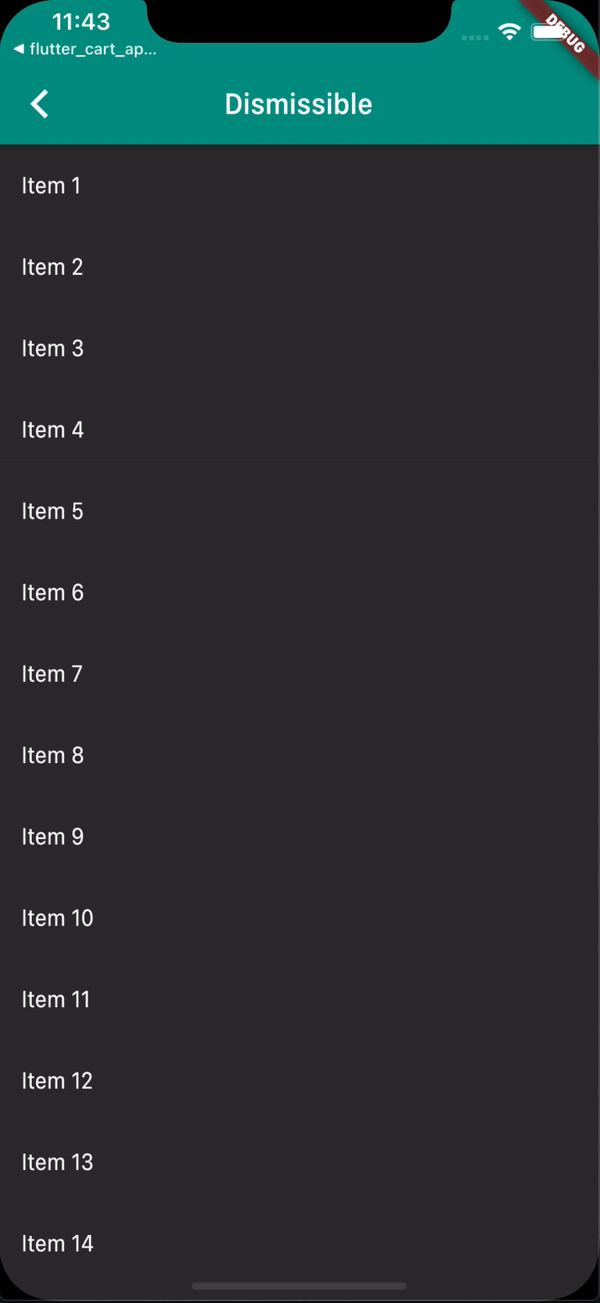 11:43
◀ flutter_cart_ap...
DEBUG
Dismissible
Item 1
Item 2
Item 3
Item 4
Item 5
Item 6
Item 7
Item 8
Item 9
Item 10
Item 11
Item 12
Item 13
Item 14